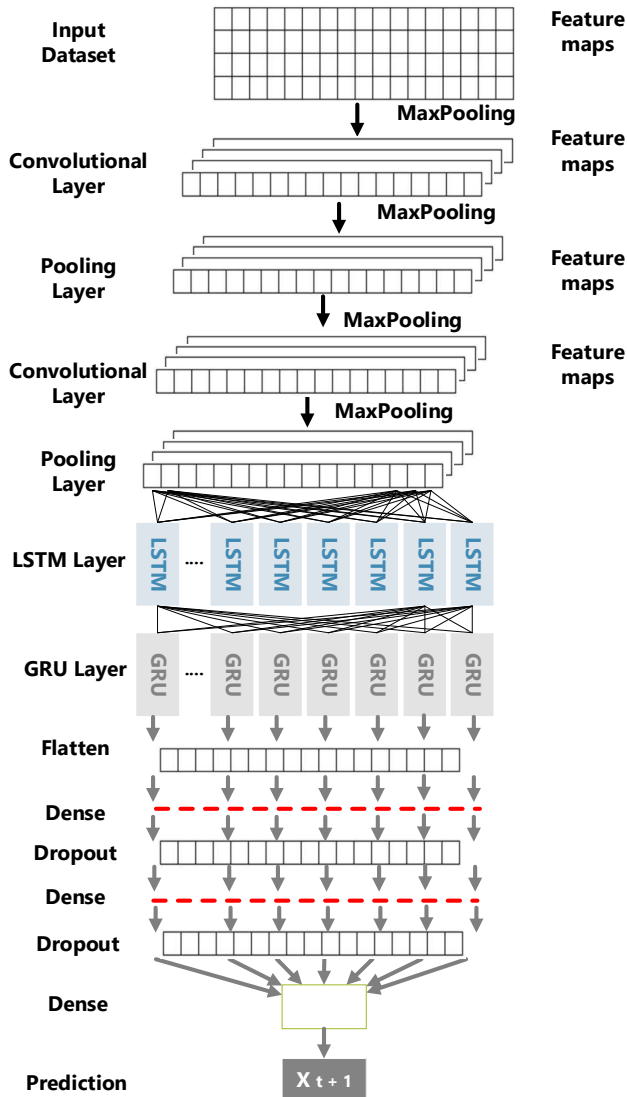 Input
Dataset
Feature
maps
MaxPooling
Convolutional
Layer
Feature
maps
MaxPooling
Pooling
Layer
Feature
maps
MaxPooling
Convolutional
Layer
Feature
maps
MaxPooling
Pooling
Layer
LSTM Layer
LSTM .... LSTM LSTM LSTM LSTM LSTM LSTM
GRU Layer
GRU .... GRU GRU GRU GRU GRU GRU
Flatten
Dense
Dropout
Dense
Dropout
Dense
Prediction
X t + 1